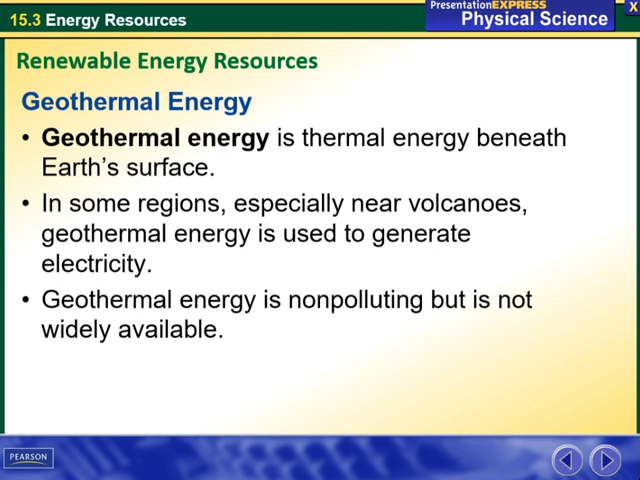 15.3 Energy Resources
PresentationEXPRESS
Physical Science
X
Renewable Energy Resources
Geothermal Energy
• Geothermal energy is thermal energy beneath
Earth’s surface.
• In some regions, especially near volcanoes,
geothermal energy is used to generate
electricity.
• Geothermal energy is nonpolluting but is not
widely available.
PEARSON